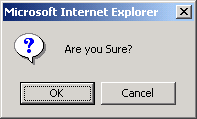 Microsoft Internet Explorer
Are you Sure?
OK
Cancel